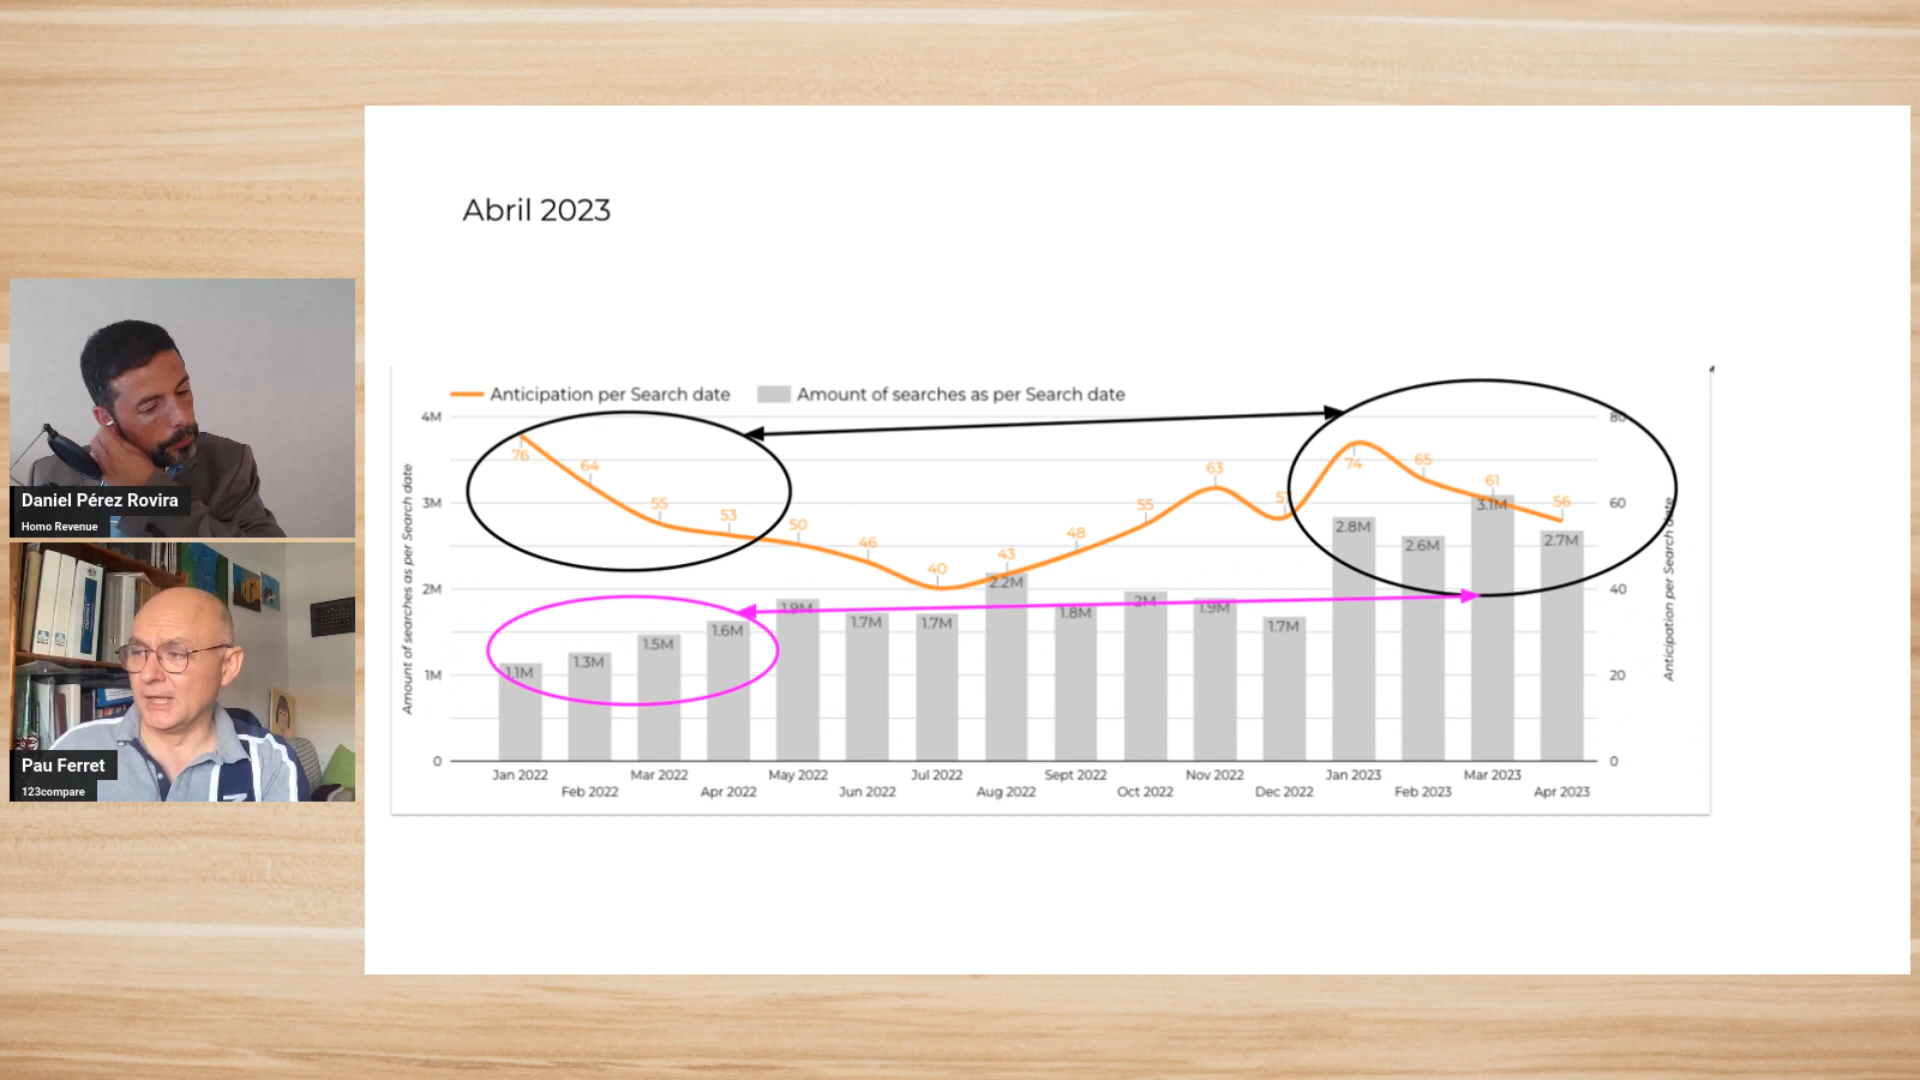 Abril 2023
Anticipation per Search date
Amount of searches as per Search date
4M
3M
2M
1M
0
80
60
40
20
0
Amount of searches as per Search date
Anticipation per Search date
76
64
55
53
50
46
40
43
48
55
63
74
65
61
56
1.1M
1.3M
1.5M
1.6M
1.9M
1.7M
1.7M
2.2M
1.8M
2M
1.9M
1.7M
2.8M
2.6M
3.1M
2.7M
Jan 2022
Feb 2022
Mar 2022
Apr 2022
May 2022
Jun 2022
Jul 2022
Aug 2022
Sept 2022
Oct 2022
Nov 2022
Dec 2022
Jan 2023
Feb 2023
Mar 2023
Apr 2023
Daniel Pérez Rovira
Homo Revenue
Pau Ferret
123compare